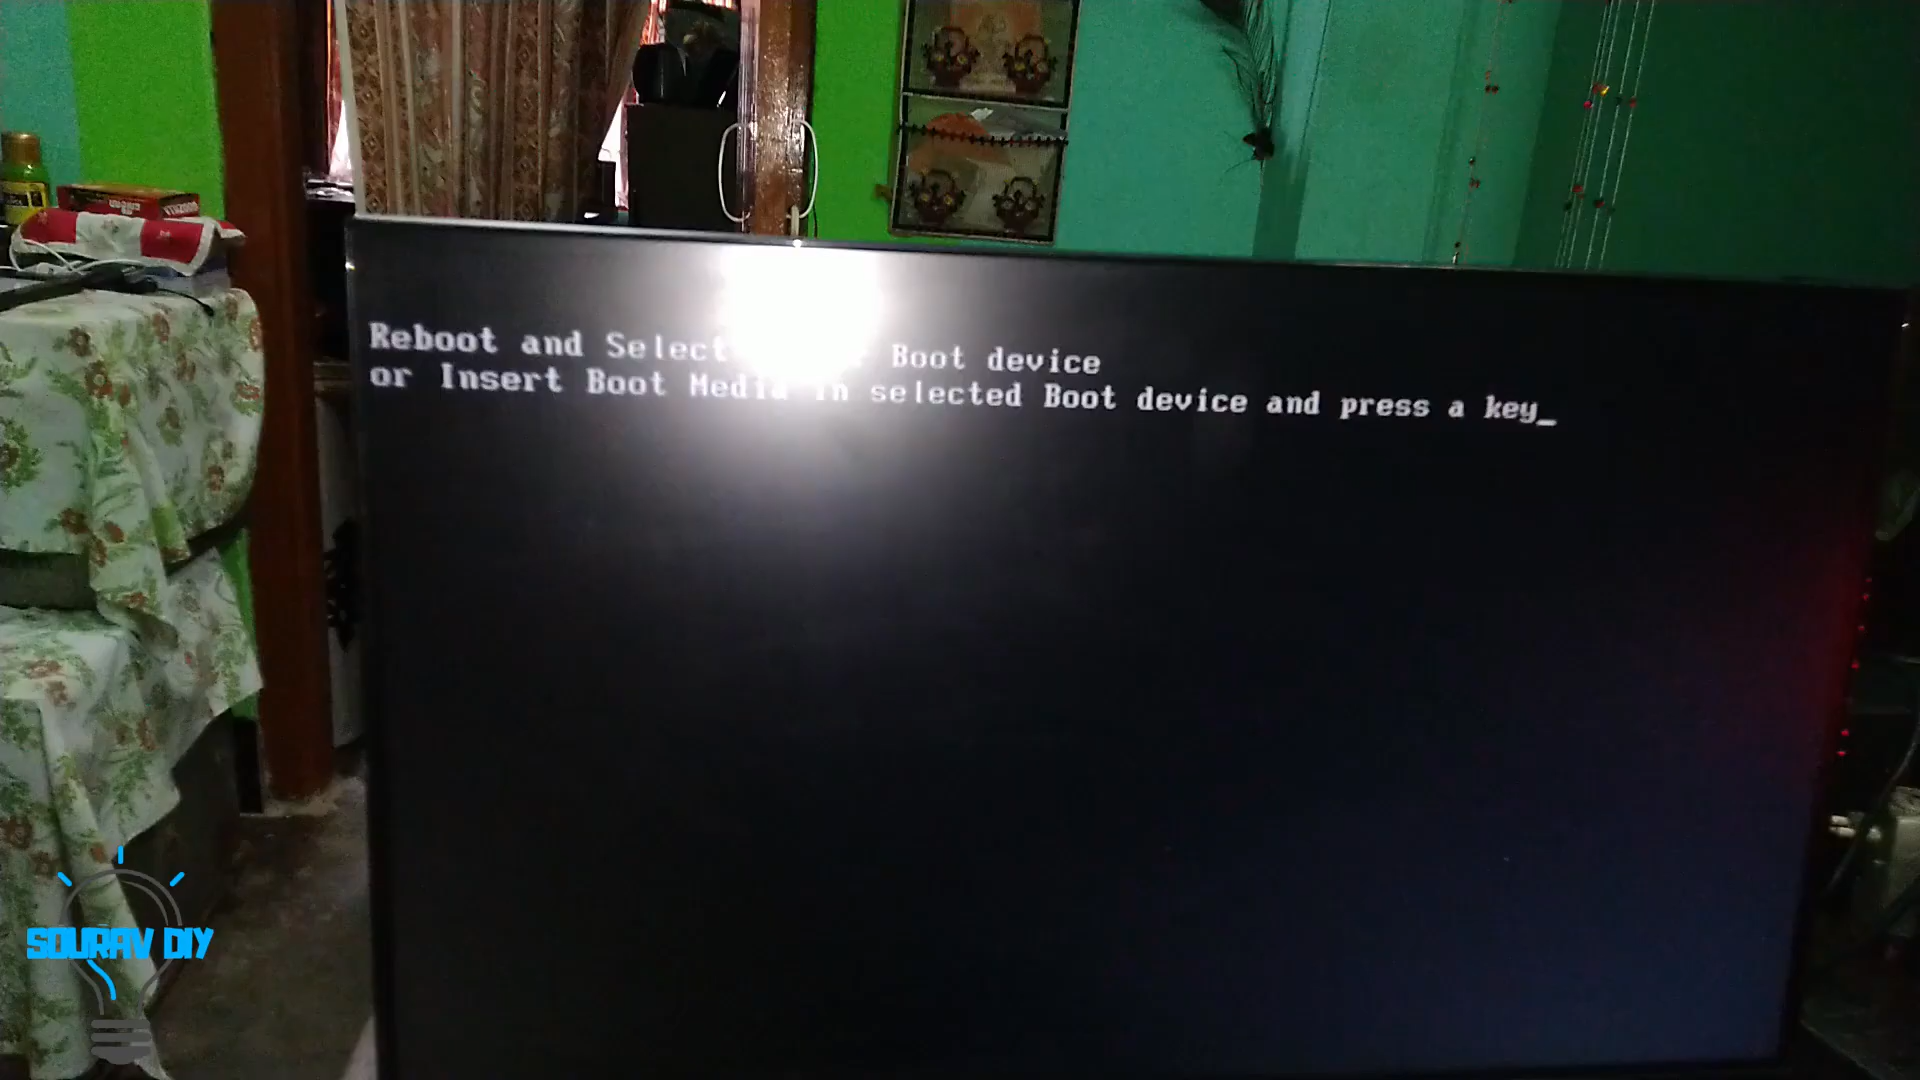 Reboot and Select Boot device
or Insert Boot Media in selected Boot device and press a key_
SOURAV DIY